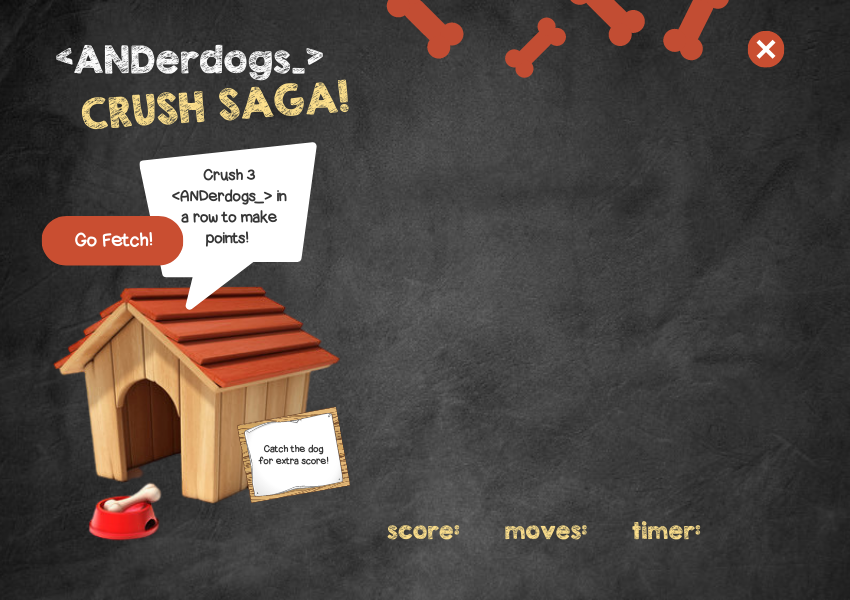 <ANDerdogs_>
CRUSH SAGA!
Crush 3
<ANDerdogs_> in
a row to make
points!
Go Fetch!
Catch the dog
for extra score!
score: moves: timer: